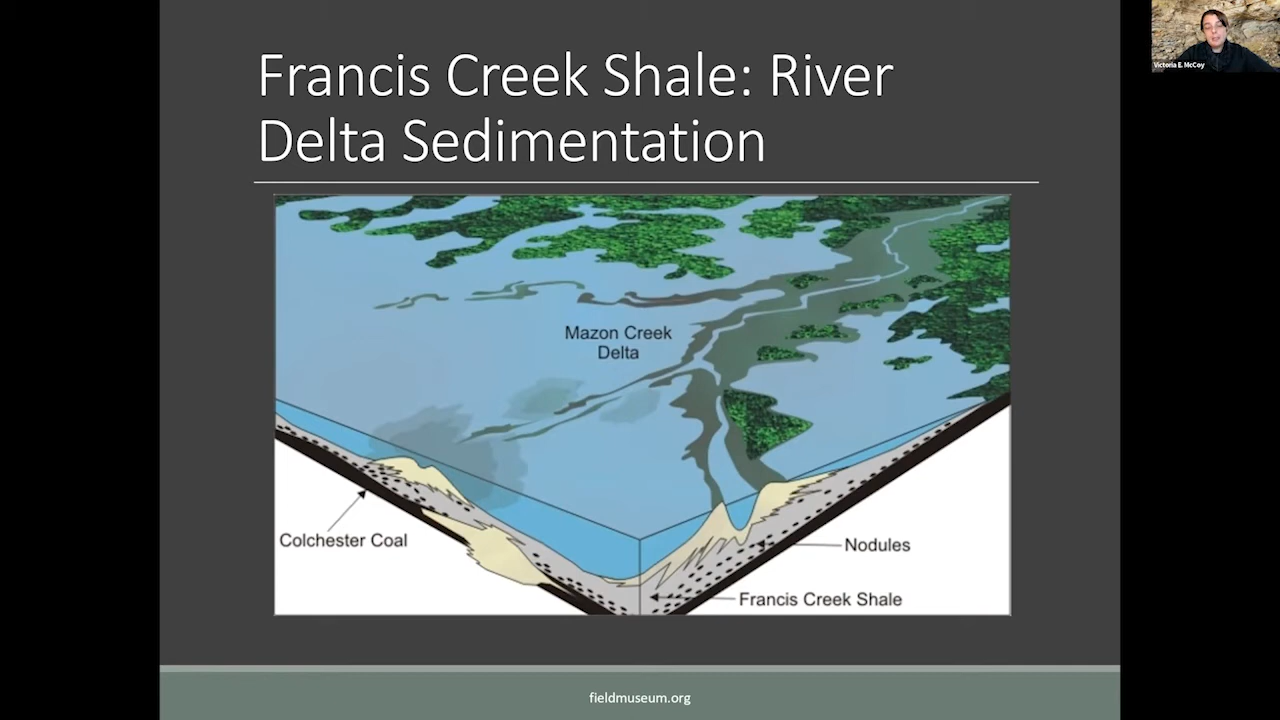 Francis Creek Shale: River
Delta Sedimentation
Victoria E. McCoy
Mazon Creek
Delta
Colchester Coal
Nodules
Francis Creek Shale
fieldmuseum.org